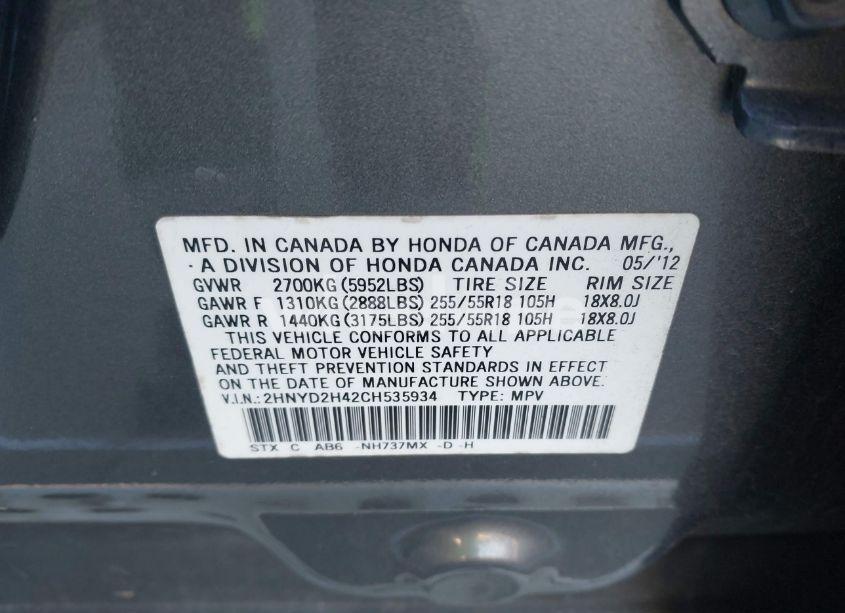 MFD. IN CANADA BY HONDA OF CANADA MFG.,
A DIVISION OF HONDA CANADA INC. 05/'12
GVWR 2700KG (5952LBS) TIRE SIZE RIM SIZE
GAWR F 1310KG (2888LBS) 255/55R18 105H 18X8.0J
GAWR R 1440KG (3175LBS) 255/55R18 105H 18X8.0J
THIS VEHICLE CONFORMS TO ALL APPLICABLE
FEDERAL MOTOR VEHICLE SAFETY
AND THEFT PREVENTION STANDARDS IN EFFECT
ON THE DATE OF MANUFACTURE SHOWN ABOVE.
V.I.N.: 2HNYD2H42CH535934 TYPE: MPV
STX C AB6 -NH737MX -D -H